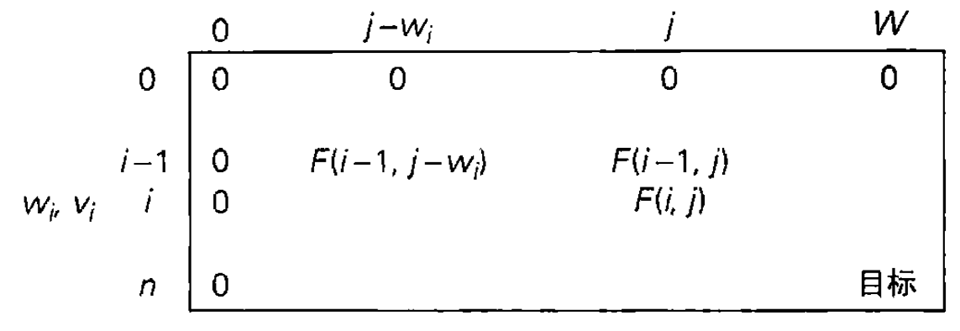 0 j–wᵢ j W
0 0 0 0 0
i–1 0 F(i–1, j–wᵢ) F(i–1, j)
wᵢ, vᵢ i 0 F(i, j)
n 0 目标